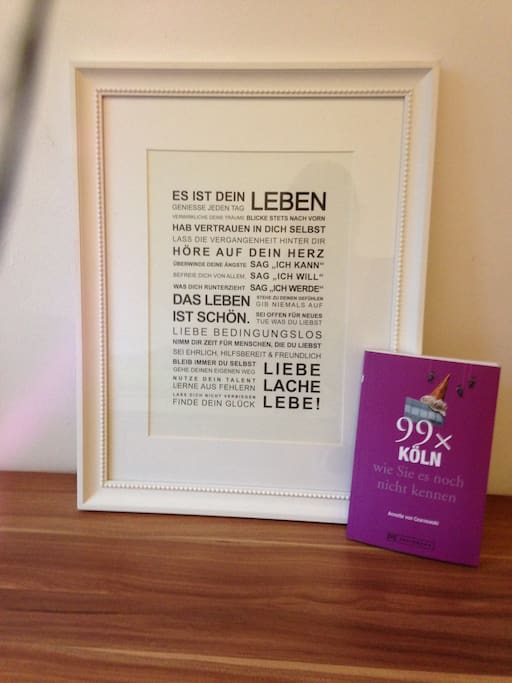 ES IST DEIN LEBEN
GENIESSE JEDEN TAG
VERWIRKLICHE DEINE TRÄUME BLICKE STETS NACH VORN
HAB VERTRAUEN IN DICH SELBST
LASS DIE VERGANGENHEIT HINTER DIR
HÖRE AUF DEIN HERZ
ÜBERWINDE DEINE ÄNGSTE SAG „ICH KANN“
BEFREIE DICH VON ALLEM, SAG „ICH WILL“
WAS DICH RUNTERZIEHT SAG „ICH WERDE“
DAS LEBEN
IST SCHÖN.
STEHE ZU DEINEN GEFÜHLEN
GIB NIEMALS AUF
SEI OFFEN FÜR NEUES
TUE WAS DU LIEBST
LIEBE BEDINGUNGSLOS
NIMM DIR ZEIT FÜR MENSCHEN, DIE DU LIEBST
SEI EHRLICH, HILFSBEREIT & FREUNDLICH
BLEIB IMMER DU SELBST
GEHE DEINEN EIGENEN WEG
NUTZE DEIN TALENT
LERNE AUS FEHLERN
LASS DICH NICHT VERBIEGEN
FINDE DEIN GLÜCK
LIEBE
LACHE
LEBE!
99x
KÖLN
wie Sie es noch
nicht kennen
Annette von Czarnowski